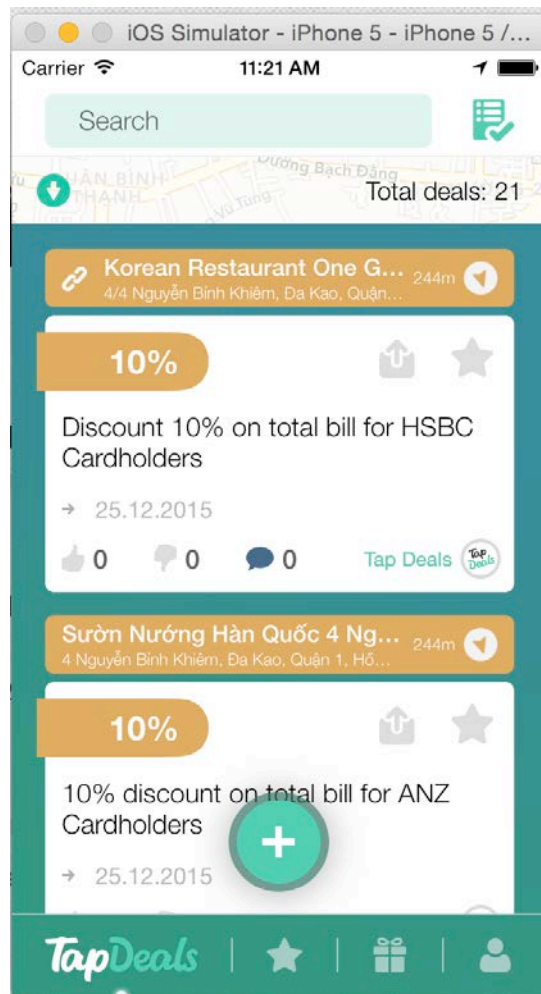 iOS Simulator - iPhone 5 - iPhone 5 /...
Carrier 11:21 AM
Search
Đường Bạch Đằng
Total deals: 21
Korean Restaurant One G... 244m
4/4 Nguyễn Bỉnh Khiêm, Đa Kao, Quận...
10%
Discount 10% on total bill for HSBC
Cardholders
→ 25.12.2015
0 0 0 Tap Deals Tap Deals
Sườn Nướng Hàn Quốc 4 Ng... 244m
4 Nguyễn Bỉnh Khiêm, Đa Kao, Quận 1, Hồ...
10%
10% discount on total bill for ANZ
Cardholders
→ 25.12.2015
TapDeals